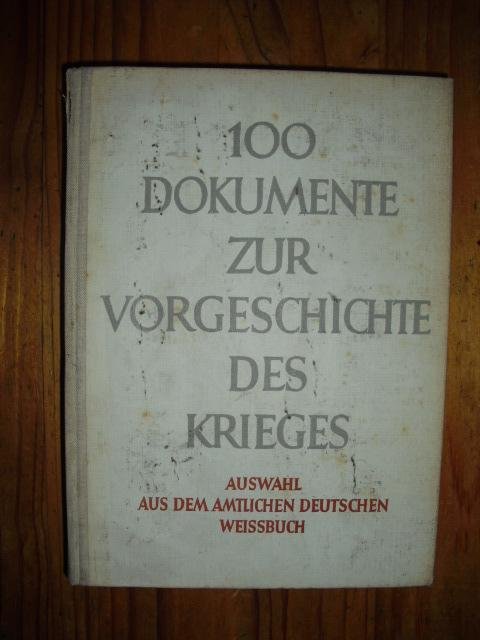 100
DOKUMENTE
ZUR
VORGESCHICHTE
DES
KRIEGES
AUSWAHL
AUS DEM AMTLICHEN DEUTSCHEN
WEISSBUCH